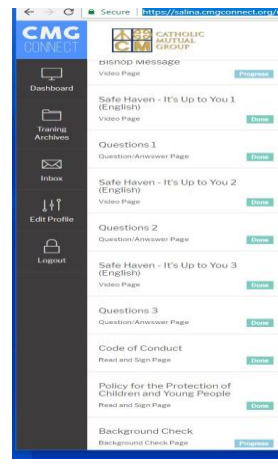 Secure https://salina.cmgconnect.org/
CMG
CONNECT
CATHOLIC
MUTUAL
GROUP
Dashboard
Traning
Archives
Inbox
Edit Profile
Logout
Bishop Message
Video Page Progress
Safe Haven - It's Up to You 1
(English)
Video Page Done
Questions 1
Question/Anwswer Page Done
Safe Haven - It's Up to You 2
(English)
Video Page Done
Questions 2
Question/Anwswer Page Done
Safe Haven - It's Up to You 3
(English)
Video Page Done
Questions 3
Question/Anwswer Page Done
Code of Conduct
Read and Sign Page Done
Policy for the Protection of
Children and Young People
Read and Sign Page Done
Background Check
Background Check Page Progress